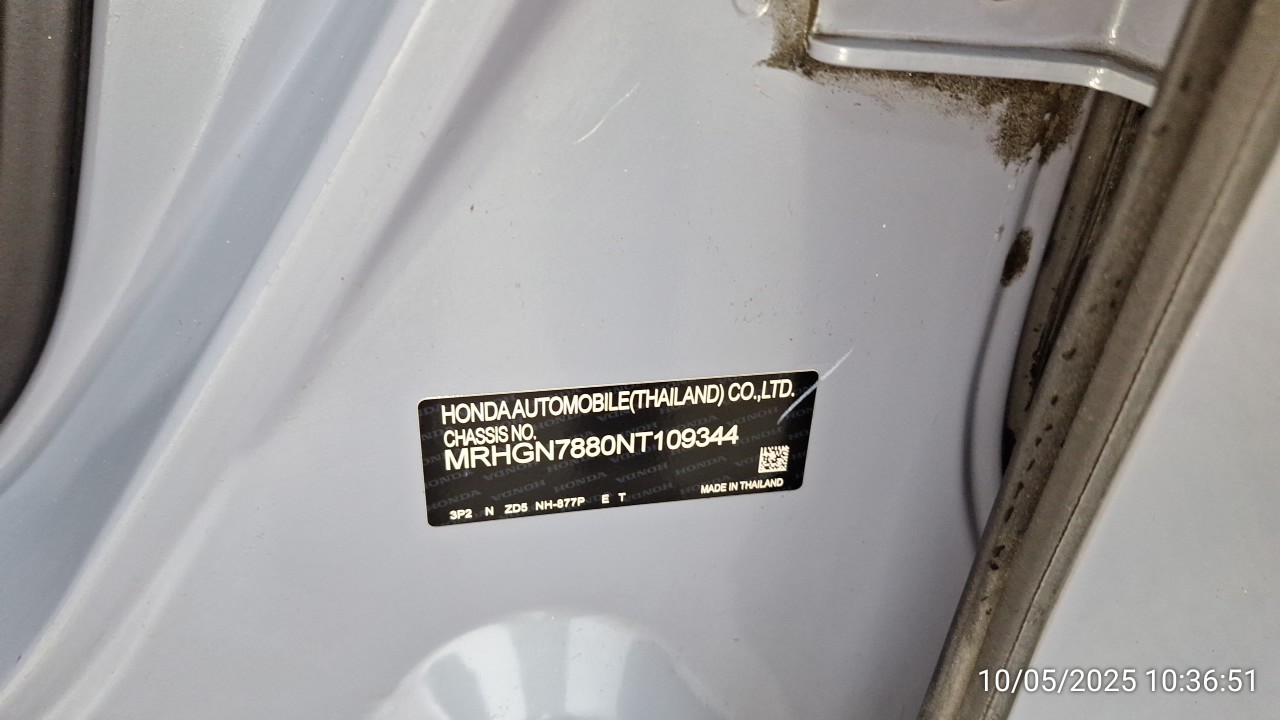 HONDA AUTOMOBILE(THAILAND) CO.,LTD.
CHASSIS NO.
MRHGN7880NT109344
3P2 N ZD5 NH-877P E T MADE IN THAILAND
10/05/2025 10:36:51